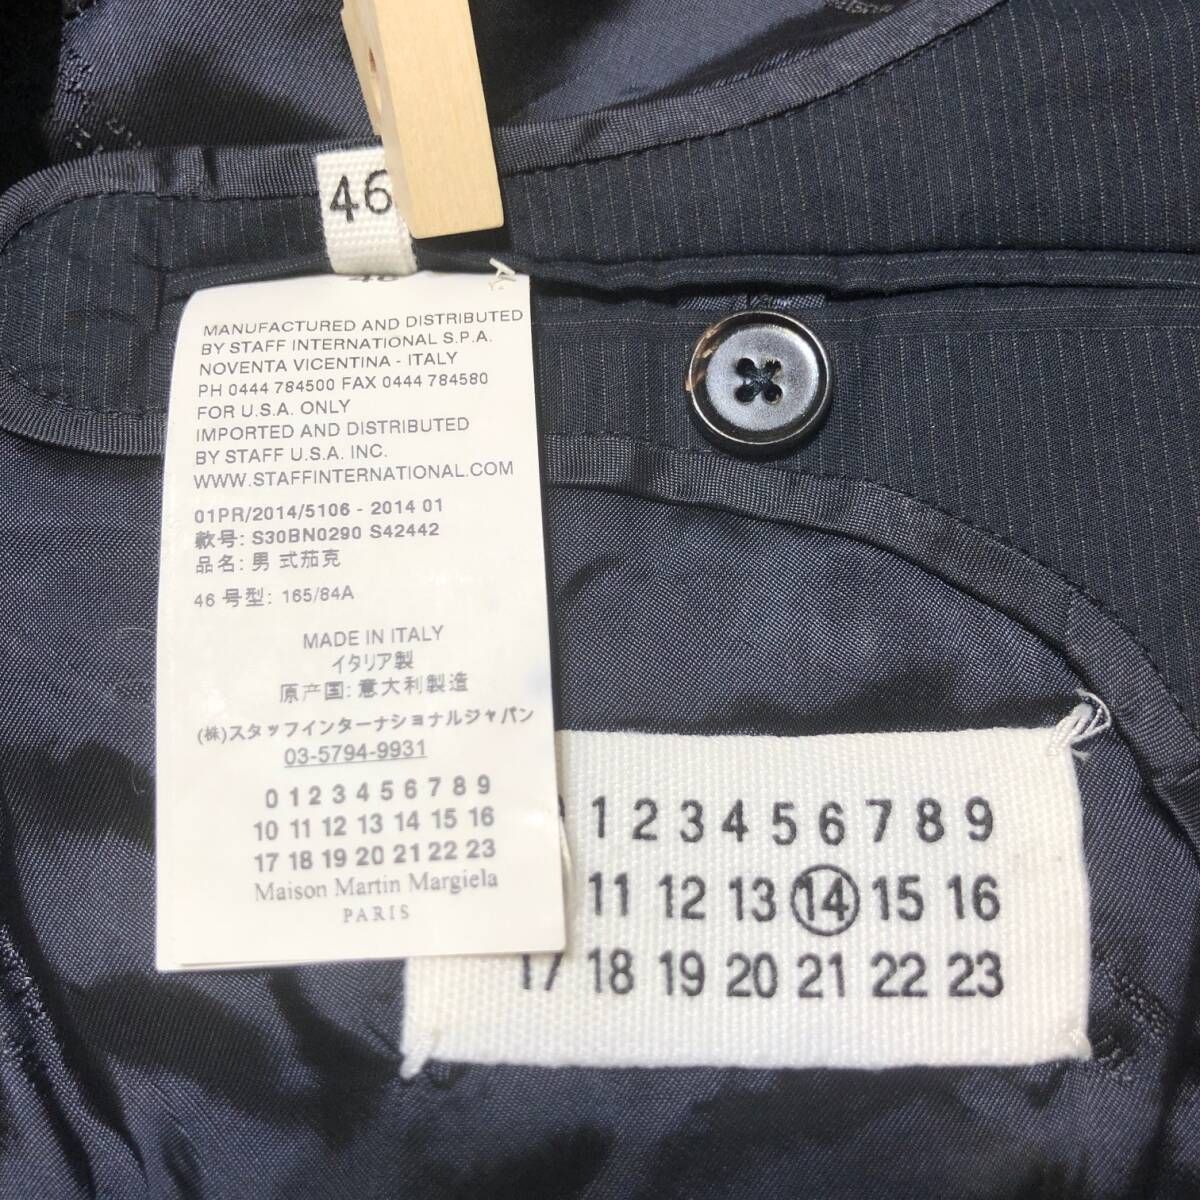 46
MANUFACTURED AND DISTRIBUTED
BY STAFF INTERNATIONAL S.P.A.
NOVENTA VICENTINA - ITALY
PH 0444 784500 FAX 0444 784580
FOR U.S.A. ONLY
IMPORTED AND DISTRIBUTED
BY STAFF U.S.A. INC.
WWW.STAFFINTERNATIONAL.COM
01PR/2014/5106 - 2014 01
款号: S30BN0290 S42442
品名: 男 式茄克
46 号型: 165/84A
MADE IN ITALY
イタリア製
原产国: 意大利製造
(株)スタッフインターナショナルジャパン
03-5794-9931
0 1 2 3 4 5 6 7 8 9
10 11 12 13 14 15 16
17 18 19 20 21 22 23
Maison Martin Margiela
PARIS
1 2 3 4 5 6 7 8 9
11 12 13 14 15 16
17 18 19 20 21 22 23